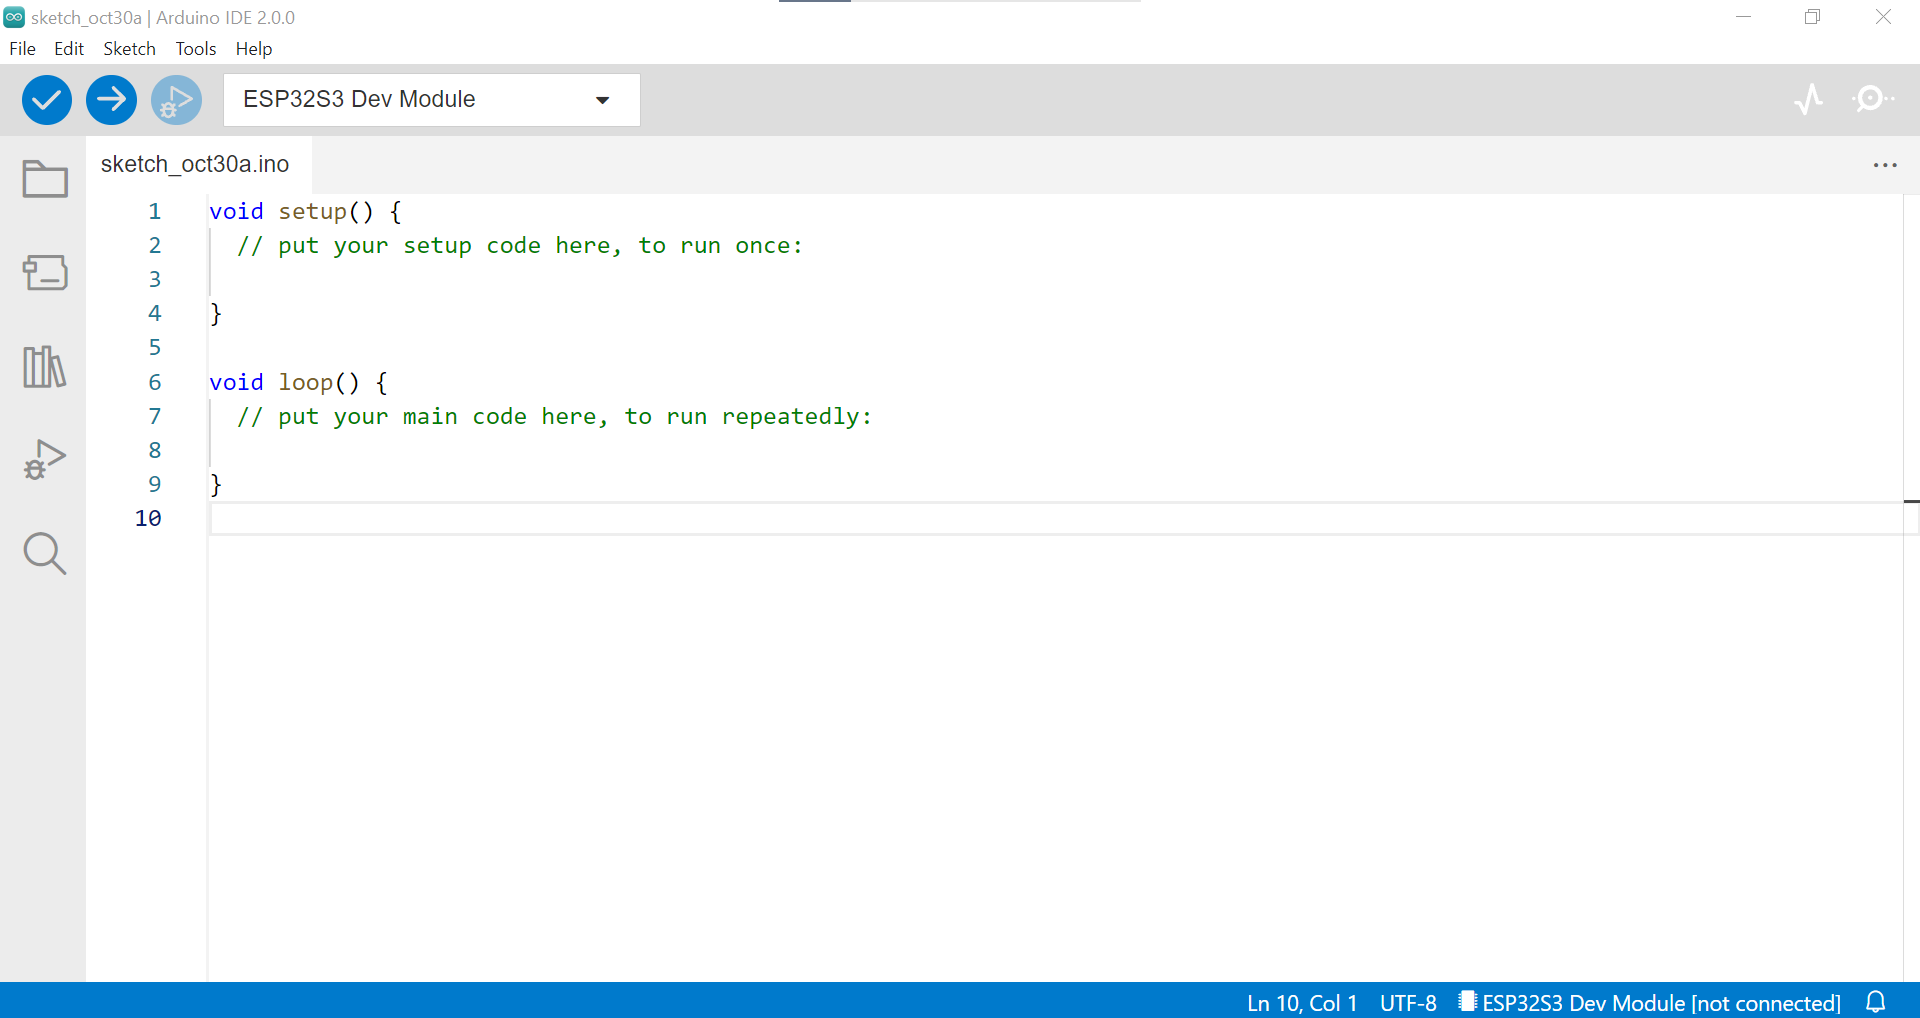 sketch_oct30a | Arduino IDE 2.0.0
File Edit Sketch Tools Help
ESP32S3 Dev Module
sketch_oct30a.ino
1 void setup() {
2 // put your setup code here, to run once:
3
4 }
5
6 void loop() {
7 // put your main code here, to run repeatedly:
8
9 }
10
Ln 10, Col 1 UTF-8 ESP32S3 Dev Module [not connected]